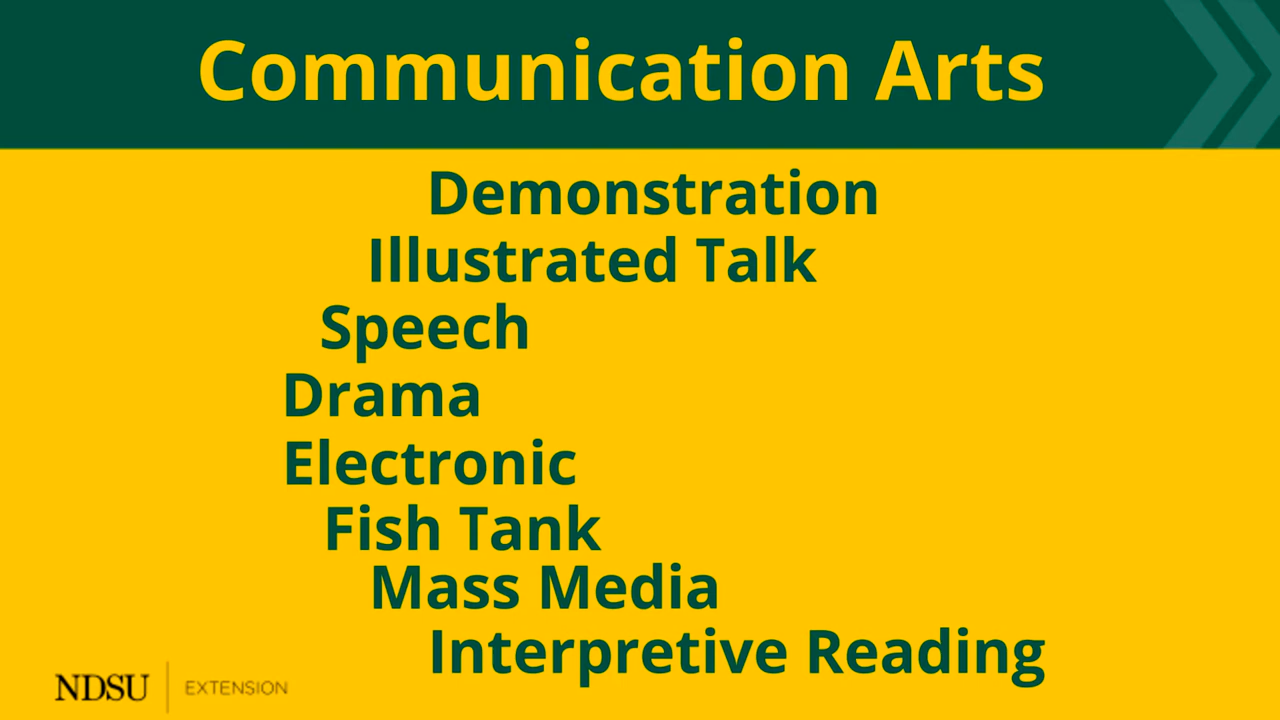 Communication Arts
Demonstration
Illustrated Talk
Speech
Drama
Electronic
Fish Tank
Mass Media
Interpretive Reading
NDSU EXTENSION